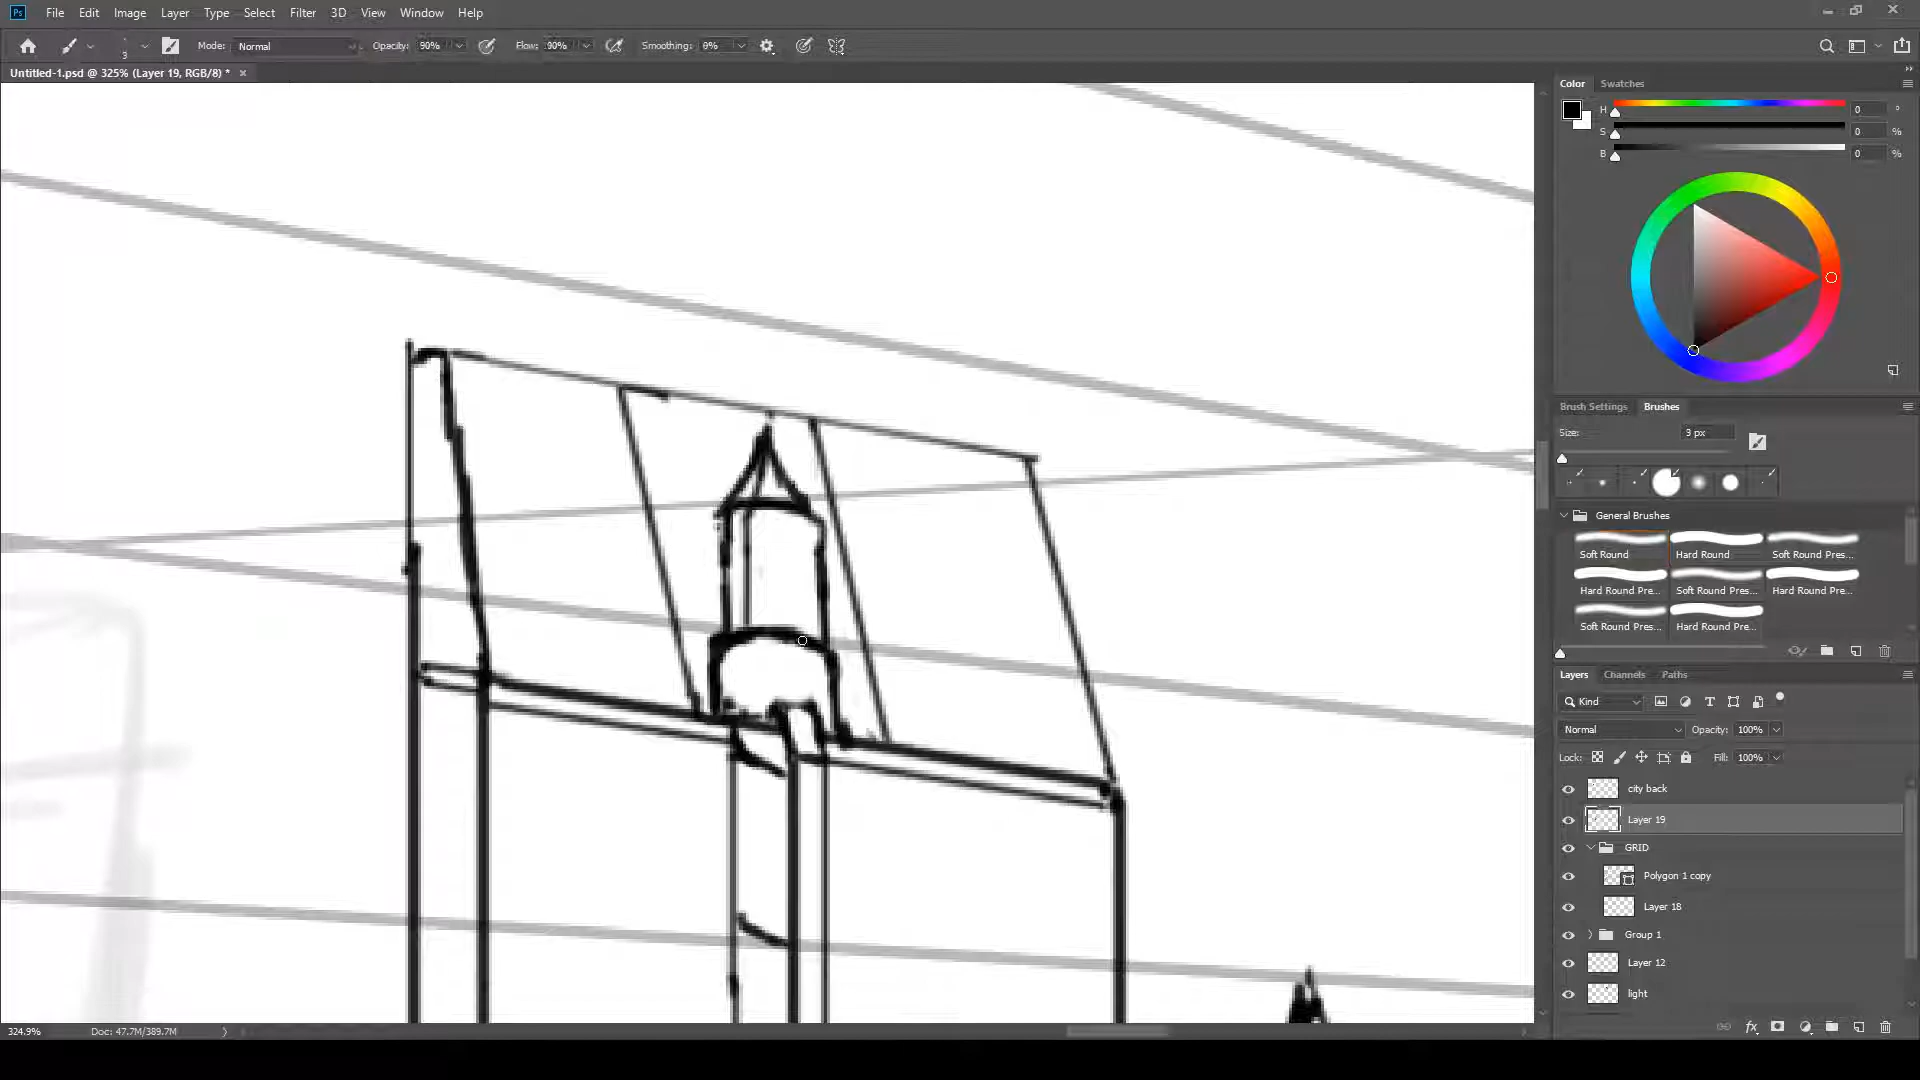 Ps File Edit Image Layer Type Select Filter 3D View Window Help
3 Mode: Normal Opacity: 90% Flow: 90% Smoothing: 0%
Untitled-1.psd @ 325% (Layer 19, RGB/8) *
Color Swatches
H 0 °
S 0 %
B 0 %
Brush Settings Brushes
Size: 3 px
General Brushes
Soft Round Hard Round Soft Round Pres...
Hard Round Pre... Soft Round Pres... Hard Round Pre...
Soft Round Pres... Hard Round Pre...
Layers Channels Paths
Kind
Normal Opacity: 100%
Lock: Fill: 100%
city back
Layer 19
GRID
Polygon 1 copy
Layer 18
Group 1
Layer 12
light
fx
324.9% Doc: 47.7M/389.7M